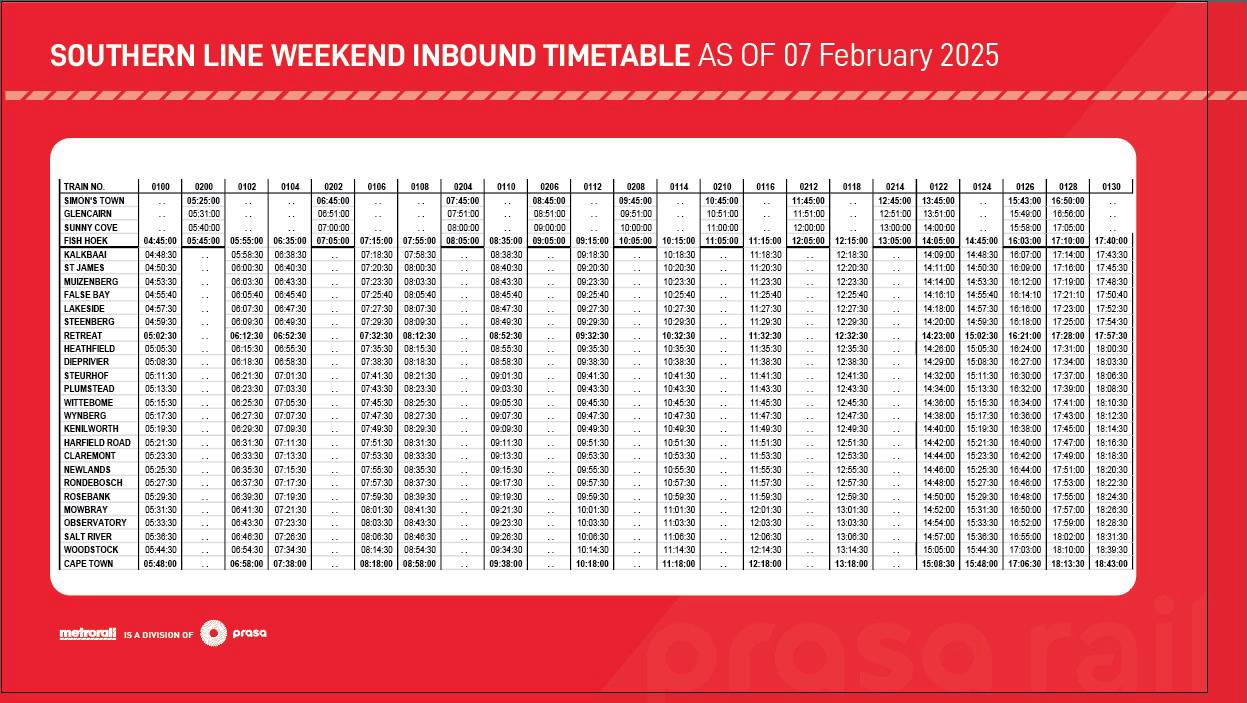 SOUTHERN LINE WEEKEND INBOUND TIMETABLE AS OF 07 February 2025
TRAIN NO. 0100 0200 0102 0104 0202 0106 0108 0204 0110 0206 0112 0208 0114 0210 0116 0212 0118 0214 0122 0124 0126 0128 0130
SIMON'S TOWN .. 05:25:00 .. .. 06:45:00 .. .. 07:45:00 .. 08:45:00 .. 09:45:00 .. 10:45:00 .. 11:45:00 .. 12:45:00 13:45:00 .. 15:43:00 16:50:00 ..
GLENCAIRN .. 05:31:00 .. .. 06:51:00 .. .. 07:51:00 .. 08:51:00 .. 09:51:00 .. 10:51:00 .. 11:51:00 .. 12:51:00 13:51:00 .. 15:49:00 16:56:00 ..
SUNNY COVE .. 05:40:00 .. .. 07:00:00 .. .. 08:00:00 .. 09:00:00 .. 10:00:00 .. 11:00:00 .. 12:00:00 .. 13:00:00 14:00:00 .. 15:58:00 17:05:00 ..
FISH HOEK 04:45:00 05:45:00 05:55:00 06:35:00 07:05:00 07:15:00 07:55:00 08:05:00 08:35:00 09:05:00 09:15:00 10:05:00 10:15:00 11:05:00 11:15:00 12:05:00 12:15:00 13:05:00 14:05:00 14:45:00 16:03:00 17:10:00 17:40:00
KALKBAAI 04:48:30 .. 05:58:30 06:38:30 .. 07:18:30 07:58:30 .. 08:38:30 .. 09:18:30 .. 10:18:30 .. 11:18:30 .. 12:18:30 .. 14:09:00 14:48:30 16:07:00 17:14:00 17:43:30
ST JAMES 04:50:30 .. 06:00:30 06:40:30 .. 07:20:30 08:00:30 .. 08:40:30 .. 09:20:30 .. 10:20:30 .. 11:20:30 .. 12:20:30 .. 14:11:00 14:50:30 16:09:00 17:16:00 17:45:30
MUIZENBERG 04:53:30 .. 06:03:30 06:43:30 .. 07:23:30 08:03:30 .. 08:43:30 .. 09:23:30 .. 10:23:30 .. 11:23:30 .. 12:23:30 .. 14:14:00 14:53:30 16:12:00 17:19:00 17:48:30
FALSE BAY 04:55:40 .. 06:05:40 06:45:40 .. 07:25:40 08:05:40 .. 08:45:40 .. 09:25:40 .. 10:25:40 .. 11:25:40 .. 12:25:40 .. 14:16:10 14:55:40 16:14:10 17:21:10 17:50:40
LAKESIDE 04:57:30 .. 06:07:30 06:47:30 .. 07:27:30 08:07:30 .. 08:47:30 .. 09:27:30 .. 10:27:30 .. 11:27:30 .. 12:27:30 .. 14:18:00 14:57:30 16:16:00 17:23:00 17:52:30
STEENBERG 04:59:30 .. 06:09:30 06:49:30 .. 07:29:30 08:09:30 .. 08:49:30 .. 09:29:30 .. 10:29:30 .. 11:29:30 .. 12:29:30 .. 14:20:00 14:59:30 16:18:00 17:25:00 17:54:30
RETREAT 05:02:30 .. 06:12:30 06:52:30 .. 07:32:30 08:12:30 .. 08:52:30 .. 09:32:30 .. 10:32:30 .. 11:32:30 .. 12:32:30 .. 14:23:00 15:02:30 16:21:00 17:28:00 17:57:30
HEATHFIELD 05:05:30 .. 06:15:30 06:55:30 .. 07:35:30 08:15:30 .. 08:55:30 .. 09:35:30 .. 10:35:30 .. 11:35:30 .. 12:35:30 .. 14:26:00 15:05:30 16:24:00 17:31:00 18:00:30
DIEPRIVIER 05:08:30 .. 06:18:30 06:58:30 .. 07:38:30 08:18:30 .. 08:58:30 .. 09:38:30 .. 10:38:30 .. 11:38:30 .. 12:38:30 .. 14:29:00 15:08:30 16:27:00 17:34:00 18:03:30
STEURHOF 05:11:30 .. 06:21:30 07:01:30 .. 07:41:30 08:21:30 .. 09:01:30 .. 09:41:30 .. 10:41:30 .. 11:41:30 .. 12:41:30 .. 14:32:00 15:11:30 16:30:00 17:37:00 18:06:30
PLUMSTEAD 05:13:30 .. 06:23:30 07:03:30 .. 07:43:30 08:23:30 .. 09:03:30 .. 09:43:30 .. 10:43:30 .. 11:43:30 .. 12:43:30 .. 14:34:00 15:13:30 16:32:00 17:39:00 18:08:30
WITTEBOME 05:15:30 .. 06:25:30 07:05:30 .. 07:45:30 08:25:30 .. 09:05:30 .. 09:45:30 .. 10:45:30 .. 11:45:30 .. 12:45:30 .. 14:36:00 15:15:30 16:34:00 17:41:00 18:10:30
WYNBERG 05:17:30 .. 06:27:30 07:07:30 .. 07:47:30 08:27:30 .. 09:07:30 .. 09:47:30 .. 10:47:30 .. 11:47:30 .. 12:47:30 .. 14:38:00 15:17:30 16:36:00 17:43:00 18:12:30
KENILWORTH 05:19:30 .. 06:29:30 07:09:30 .. 07:49:30 08:29:30 .. 09:09:30 .. 09:49:30 .. 10:49:30 .. 11:49:30 .. 12:49:30 .. 14:40:00 15:19:30 16:38:00 17:45:00 18:14:30
HARFIELD ROAD 05:21:30 .. 06:31:30 07:11:30 .. 07:51:30 08:31:30 .. 09:11:30 .. 09:51:30 .. 10:51:30 .. 11:51:30 .. 12:51:30 .. 14:42:00 15:21:30 16:40:00 17:47:00 18:16:30
CLAREMONT 05:23:30 .. 06:33:30 07:13:30 .. 07:53:30 08:33:30 .. 09:13:30 .. 09:53:30 .. 10:53:30 .. 11:53:30 .. 12:53:30 .. 14:44:00 15:23:30 16:42:00 17:49:00 18:18:30
NEWLANDS 05:25:30 .. 06:35:30 07:15:30 .. 07:55:30 08:35:30 .. 09:15:30 .. 09:55:30 .. 10:55:30 .. 11:55:30 .. 12:55:30 .. 14:46:00 15:25:30 16:44:00 17:51:00 18:20:30
RONDEBOSCH 05:27:30 .. 06:37:30 07:17:30 .. 07:57:30 08:37:30 .. 09:17:30 .. 09:57:30 .. 10:57:30 .. 11:57:30 .. 12:57:30 .. 14:48:00 15:27:30 16:46:00 17:53:00 18:22:30
ROSEBANK 05:29:30 .. 06:39:30 07:19:30 .. 07:59:30 08:39:30 .. 09:19:30 .. 09:59:30 .. 10:59:30 .. 11:59:30 .. 12:59:30 .. 14:50:00 15:29:30 16:48:00 17:55:00 18:24:30
MOWBRAY 05:31:30 .. 06:41:30 07:21:30 .. 08:01:30 08:41:30 .. 09:21:30 .. 10:01:30 .. 11:01:30 .. 12:01:30 .. 13:01:30 .. 14:52:00 15:31:30 16:50:00 17:57:00 18:26:30
OBSERVATORY 05:33:30 .. 06:43:30 07:23:30 .. 08:03:30 08:43:30 .. 09:23:30 .. 10:03:30 .. 11:03:30 .. 12:03:30 .. 13:03:30 .. 14:54:00 15:33:30 16:52:00 17:59:00 18:28:30
SALT RIVER 05:36:30 .. 06:46:30 07:26:30 .. 08:06:30 08:46:30 .. 09:26:30 .. 10:06:30 .. 11:06:30 .. 12:06:30 .. 13:06:30 .. 14:57:00 15:36:30 16:55:00 18:02:00 18:31:30
WOODSTOCK 05:44:30 .. 06:54:30 07:34:30 .. 08:14:30 08:54:30 .. 09:34:30 .. 10:14:30 .. 11:14:30 .. 12:14:30 .. 13:14:30 .. 15:05:00 15:44:30 17:03:00 18:10:00 18:39:30
CAPE TOWN 05:48:00 .. 06:58:00 07:38:00 .. 08:18:00 08:58:00 .. 09:38:00 .. 10:18:00 .. 11:18:00 .. 12:18:00 .. 13:18:00 .. 15:08:30 15:48:00 17:06:30 18:13:30 18:43:00
metrorail IS A DIVISION OF prasa
prasa rail